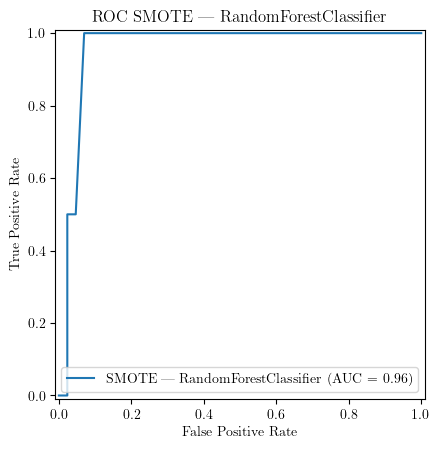 ROC SMOTE — RandomForestClassifier
1.0
0.8
0.6
0.4
0.2
0.0
True Positive Rate
SMOTE — RandomForestClassifier (AUC = 0.96)
0.0 0.2 0.4 0.6 0.8 1.0
False Positive Rate